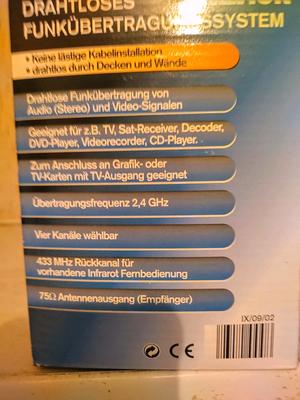 DRAHTLOSES
FUNKÜBERTRAGUNGSSYSTEM
• Keine lästige Kabelinstallation
• drahtlos durch Decken und Wände
Drahtlose Funkübertragung von
Audio (Stereo) und Video-Signalen
Geeignet für z.B. TV, Sat-Receiver, Decoder,
DVD-Player, Videorecorder, CD-Player.
Zum Anschluss an Grafik- oder
TV-Karten mit TV-Ausgang geeignet
Übertragungsfrequenz 2,4 GHz
Vier Kanäle wählbar
433 MHz Rückkanal für
vorhandene Infrarot Fernbedienung
75Ω Antennenausgang (Empfänger)
IX/09/02
CE